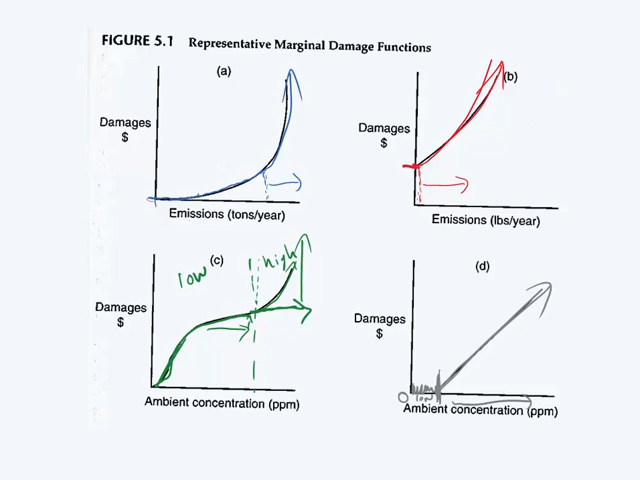 FIGURE 5.1 Representative Marginal Damage Functions
(a)
Damages
$
Emissions (tons/year)
(b)
Damages
$
Emissions (lbs/year)
(c)
low
high
Damages
$
Ambient concentration (ppm)
(d)
Damages
$
0
Ambient concentration (ppm)